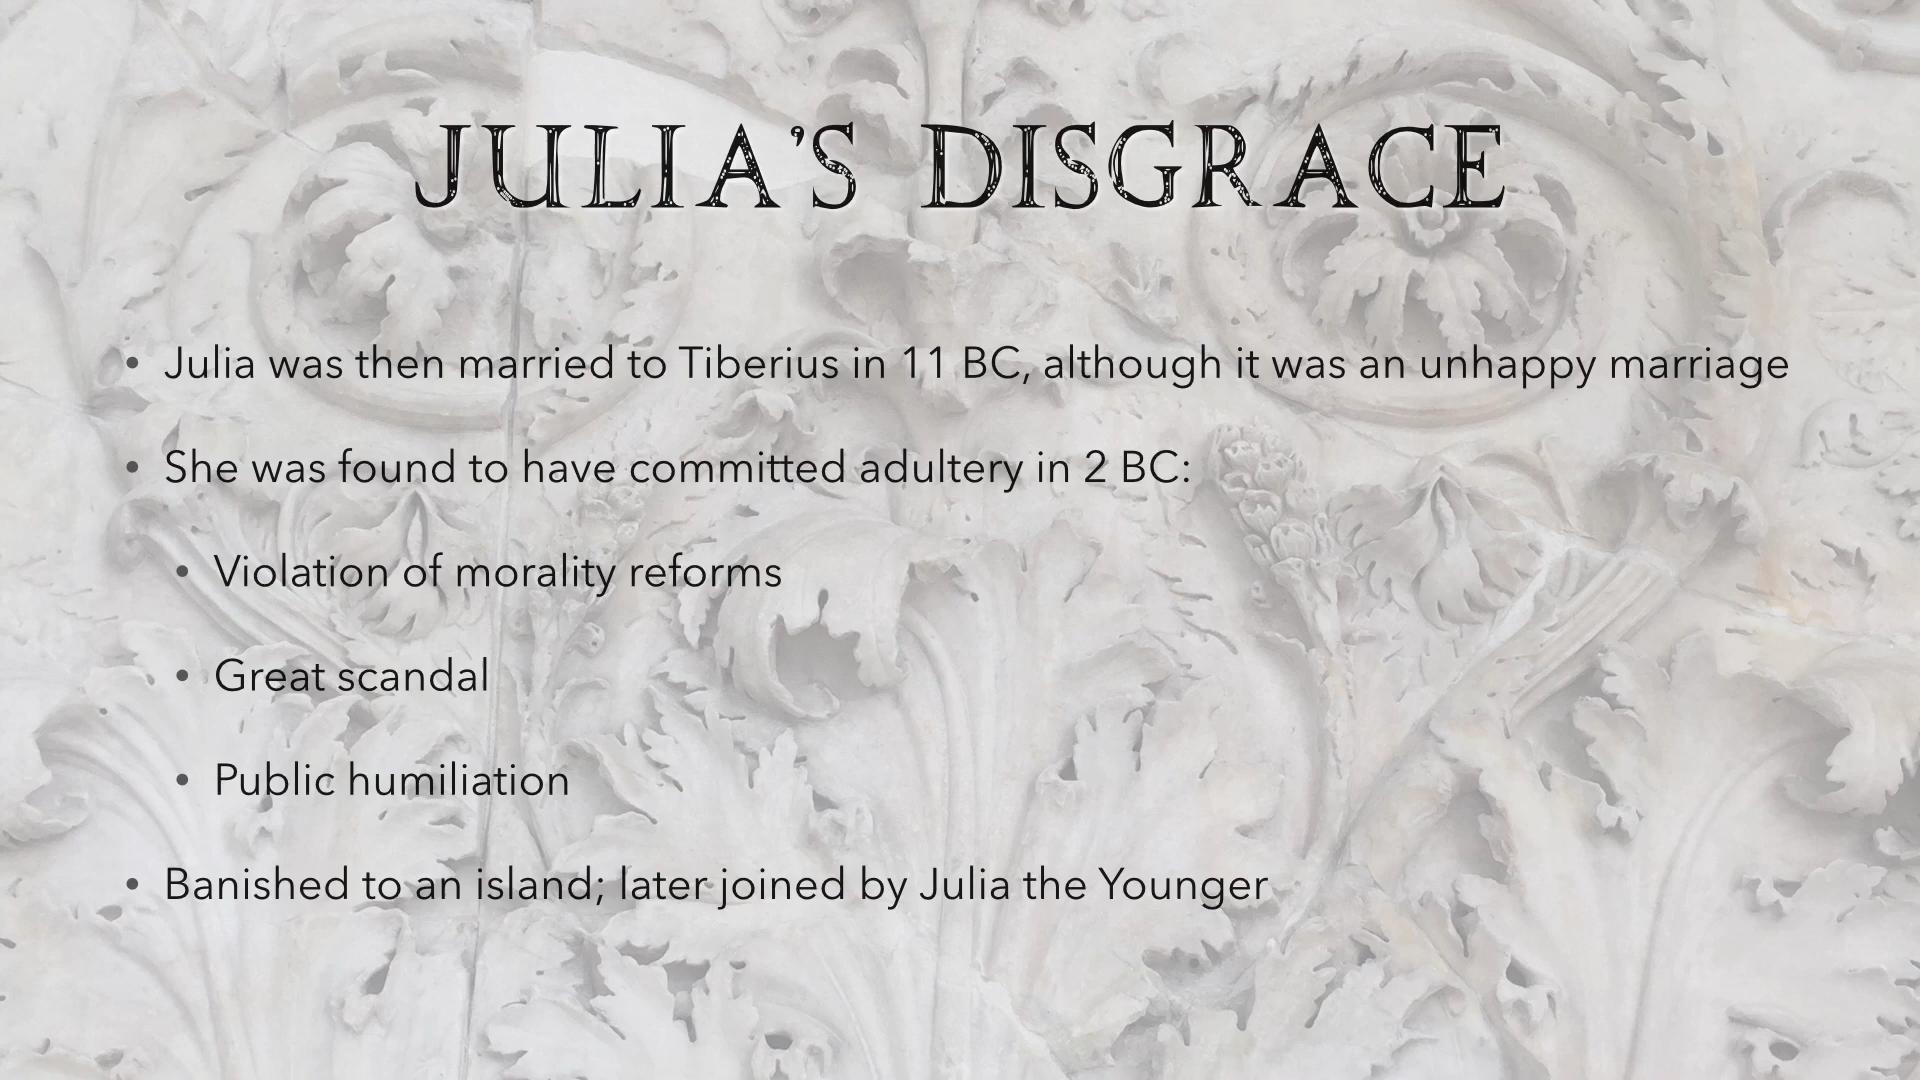 JULIA'S DISGRACE
• Julia was then married to Tiberius in 11 BC, although it was an unhappy marriage
• She was found to have committed adultery in 2 BC:
• Violation of morality reforms
• Great scandal
• Public humiliation
• Banished to an island; later joined by Julia the Younger